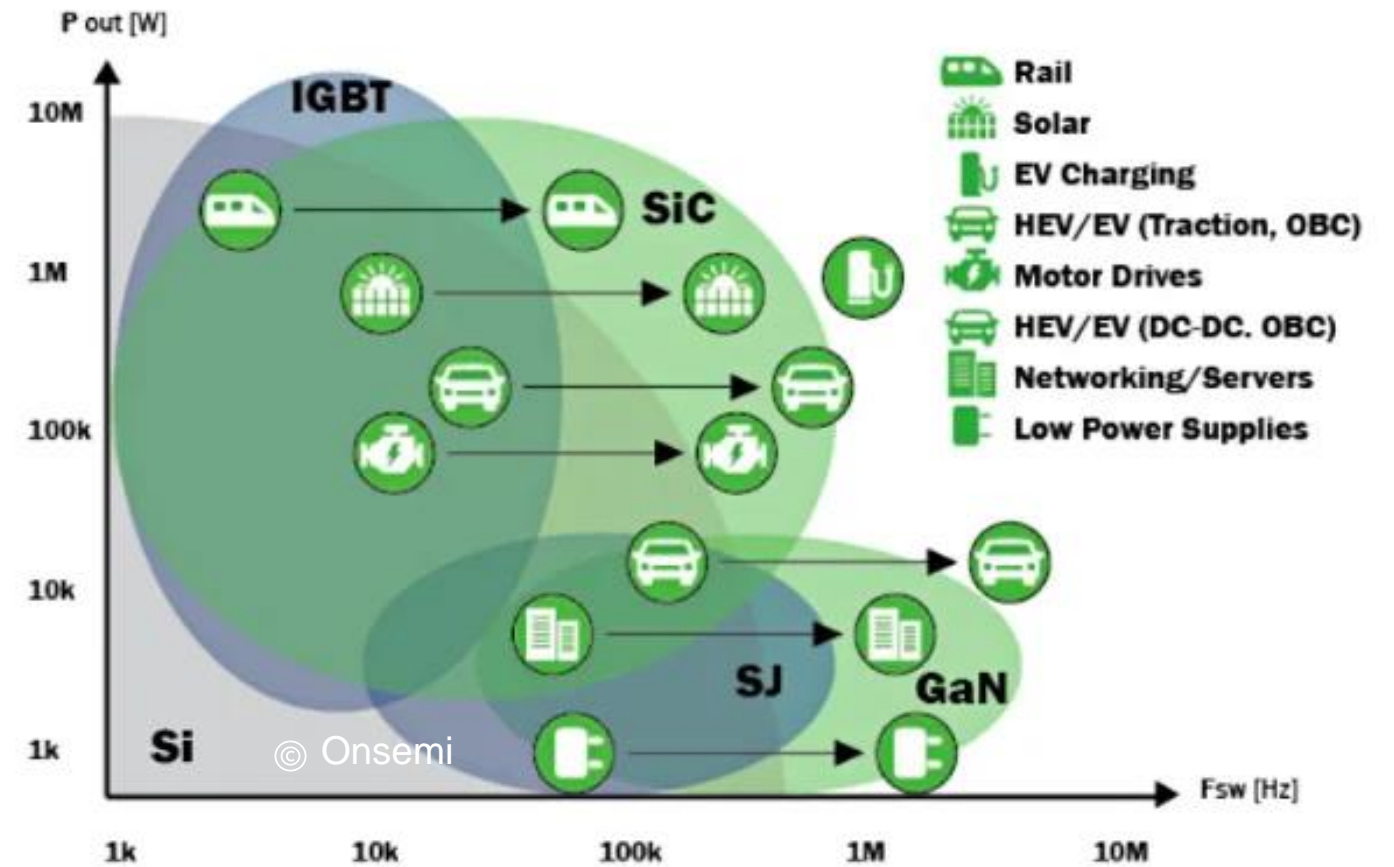 P out [W]
10M
1M
100k
10k
1k
IGBT
SiC
SJ
GaN
Si
© Onsemi
Rail
Solar
EV Charging
HEV/EV (Traction, OBC)
Motor Drives
HEV/EV (DC-DC. OBC)
Networking/Servers
Low Power Supplies
Fsw [Hz]
1k 10k 100k 1M 10M